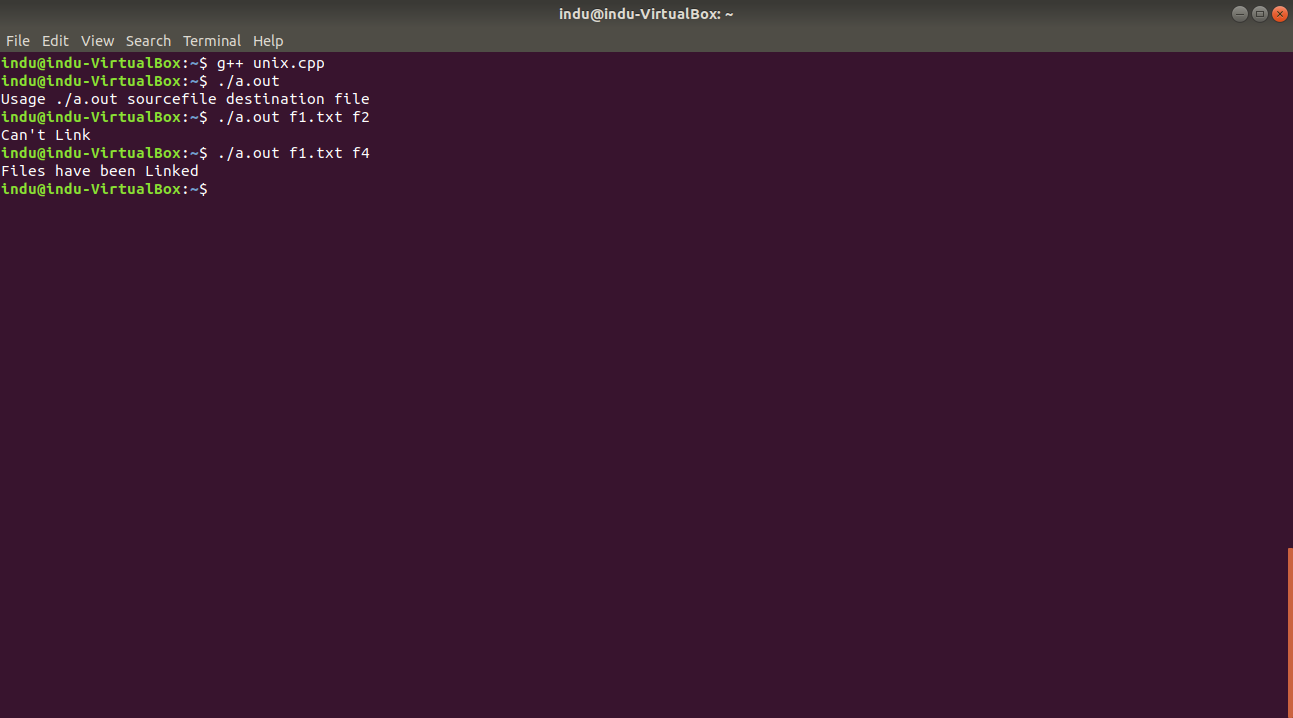 indu@indu-VirtualBox: ~
File Edit View Search Terminal Help
indu@indu-VirtualBox:~$ g++ unix.cpp
indu@indu-VirtualBox:~$ ./a.out
Usage ./a.out sourcefile destination file
indu@indu-VirtualBox:~$ ./a.out f1.txt f2
Can't Link
indu@indu-VirtualBox:~$ ./a.out f1.txt f4
Files have been Linked
indu@indu-VirtualBox:~$